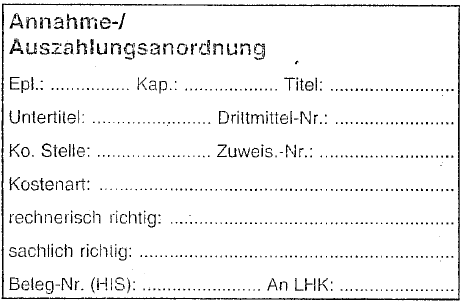 Annahme-/
Auszahlungsanordnung
Epl.: ................ Kap.: ................... Titel: .........................
Untertitel: ........................ Drittmittel-Nr.: ........................
Ko. Stelle: ....................... Zuweis.-Nr.: ...........................
Kostenart: ........................................................................
rechnerisch richtig: ..........................................................
sachlich richtig: ...............................................................
Beleg-Nr. (HIS): ........................ An LHK: .......................